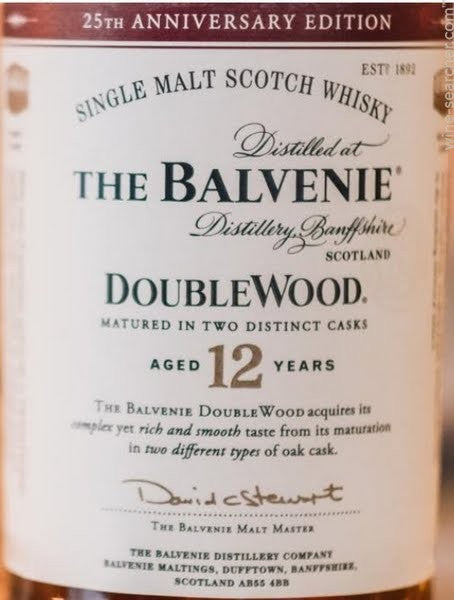 25TH ANNIVERSARY EDITION
ESTD 1892
SINGLE MALT SCOTCH WHISKY
Distilled at
THE BALVENIE®
Distillery, Banffshire
SCOTLAND
DOUBLEWOOD.
MATURED IN TWO DISTINCT CASKS
AGED 12 YEARS
THE BALVENIE DOUBLEWOOD acquires its
complex yet rich and smooth taste from its maturation
in two different types of oak cask.
David C Stewart
THE BALVENIE MALT MASTER
THE BALVENIE DISTILLERY COMPANY
BALVENIE MALTINGS, DUFFTOWN, BANFFSHIRE,
SCOTLAND AB55 4BB
wine-searcher.com